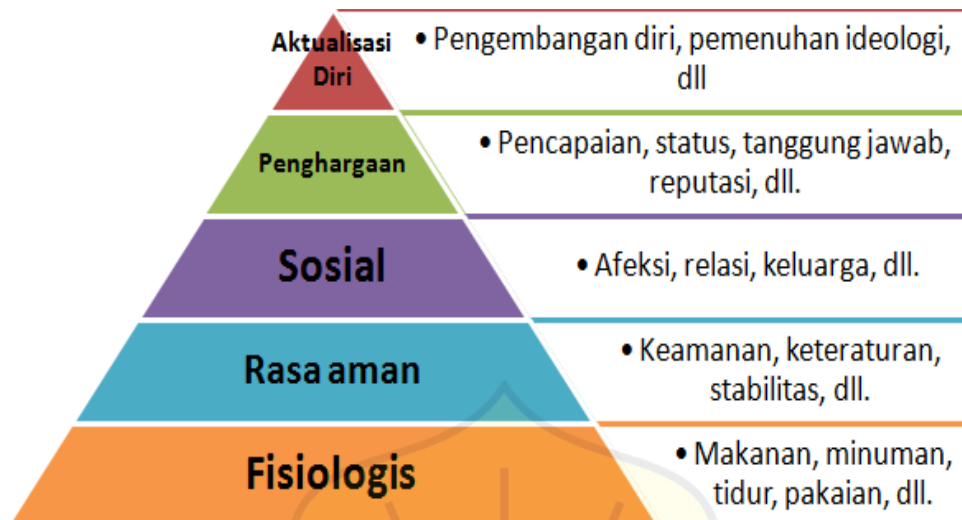 Aktualisasi
Diri
• Pengembangan diri, pemenuhan ideologi,
dll
Penghargaan
• Pencapaian, status, tanggung jawab,
reputasi, dll.
Sosial
• Afeksi, relasi, keluarga, dll.
Rasa aman
• Keamanan, keteraturan,
stabilitas, dll.
Fisiologis
• Makanan, minuman,
tidur, pakaian, dll.